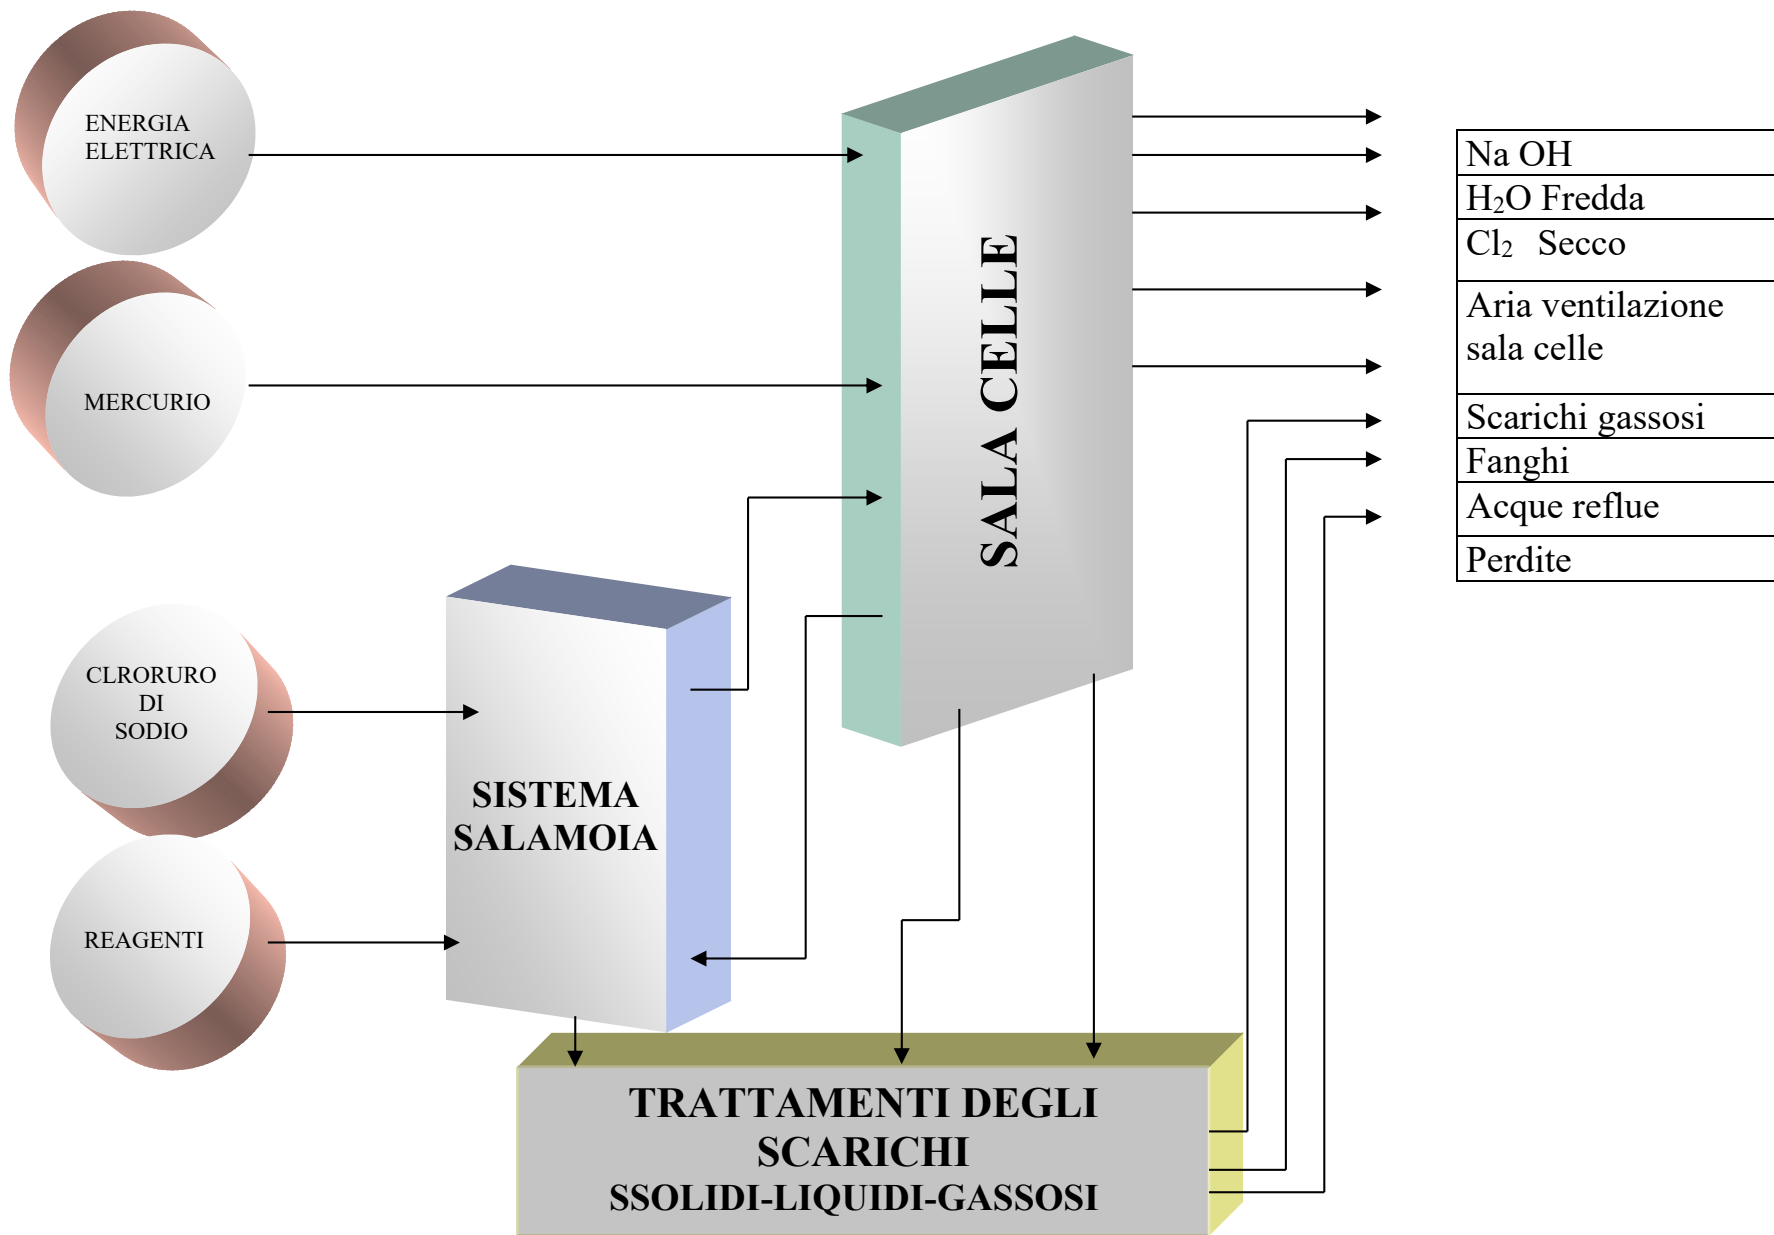 ENERGIA
ELETTRICA
MERCURIO
CLRORURO
DI
SODIO
REAGENTI
SISTEMA
SALAMOIA
SALA CELLE
TRATTAMENTI DEGLI
SCARICHI
SSOLIDI-LIQUIDI-GASSOSI
Na OH
H₂O Fredda
Cl₂ Secco
Aria ventilazione
sala celle
Scarichi gassosi
Fanghi
Acque reflue
Perdite